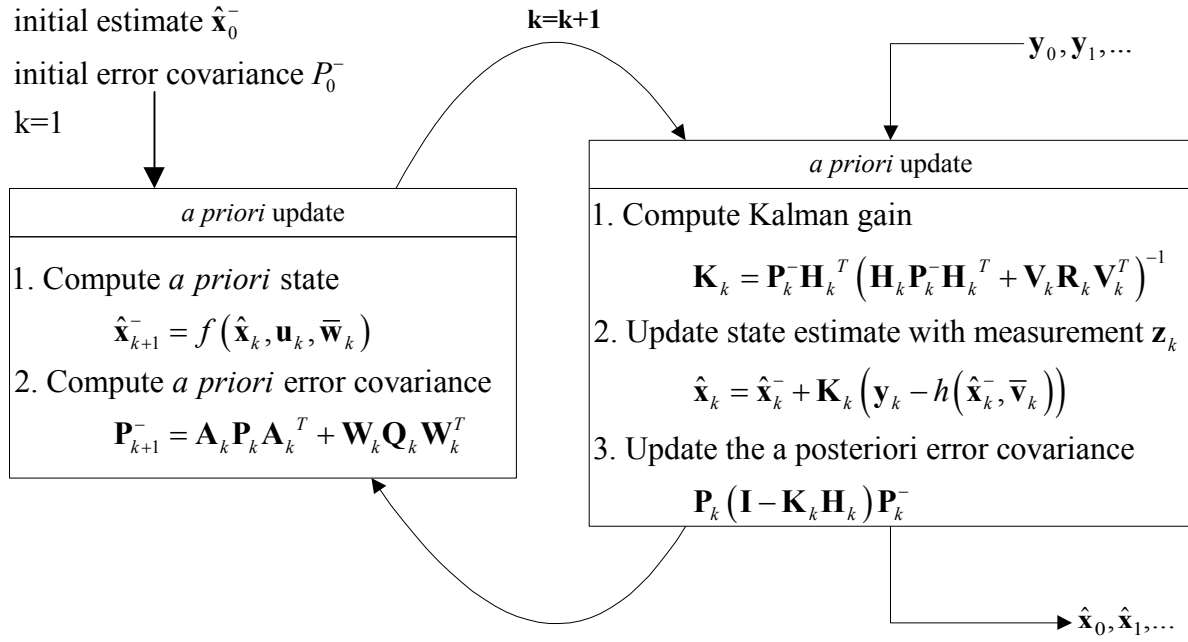 initial estimate x̂₀⁻
initial error covariance P₀⁻
k=1
k=k+1
y₀, y₁,...
a priori update
1. Compute a priori state
x̂ₖ₊₁⁻ = f(x̂ₖ, uₖ, w̄ₖ)
2. Compute a priori error covariance
Pₖ₊₁⁻ = AₖPₖAₖᵀ + WₖQₖWₖᵀ
a priori update
1. Compute Kalman gain
Kₖ = Pₖ⁻Hₖᵀ(HₖPₖ⁻Hₖᵀ + VₖRₖVₖᵀ)⁻¹
2. Update state estimate with measurement zₖ
x̂ₖ = x̂ₖ⁻ + Kₖ(yₖ − h(x̂ₖ⁻, v̄ₖ))
3. Update the a posteriori error covariance
Pₖ(I − KₖHₖ)Pₖ⁻
x̂₀, x̂₁,...